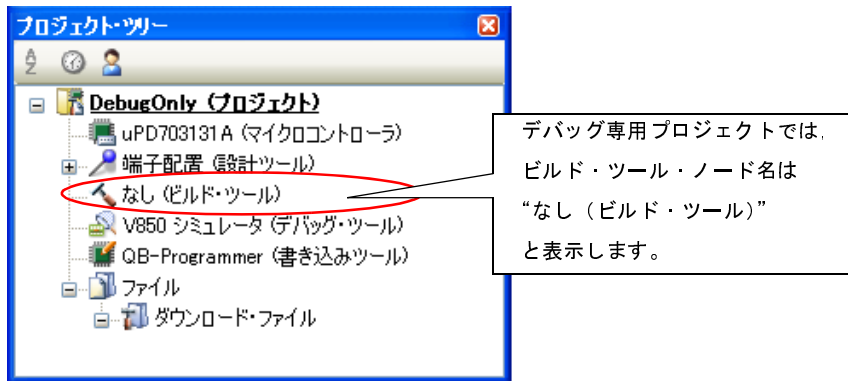 プロジェクト・ツリー
DebugOnly (プロジェクト)
uPD703131A (マイクロコントローラ)
端子配置 (設計ツール)
なし (ビルド・ツール)
V850 シミュレータ (デバッグ・ツール)
QB-Programmer (書き込みツール)
ファイル
ダウンロード・ファイル
デバッグ専用プロジェクトでは,
ビルド・ツール・ノード名は
“なし（ビルド・ツール）”
と表示します。